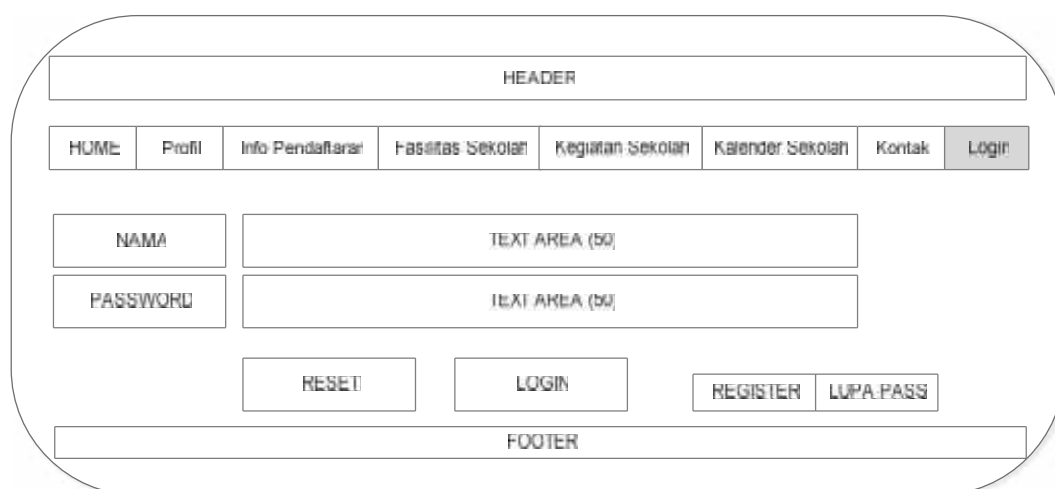 HEADER
HOME Profil Info Pendaftaran Fasilitas Sekolah Kegiatan Sekolah Kalender Sekolah Kontak Login
NAMA TEXT AREA (50)
PASSWORD TEXT AREA (50)
RESET LOGIN REGISTER LUPA PASS
FOOTER